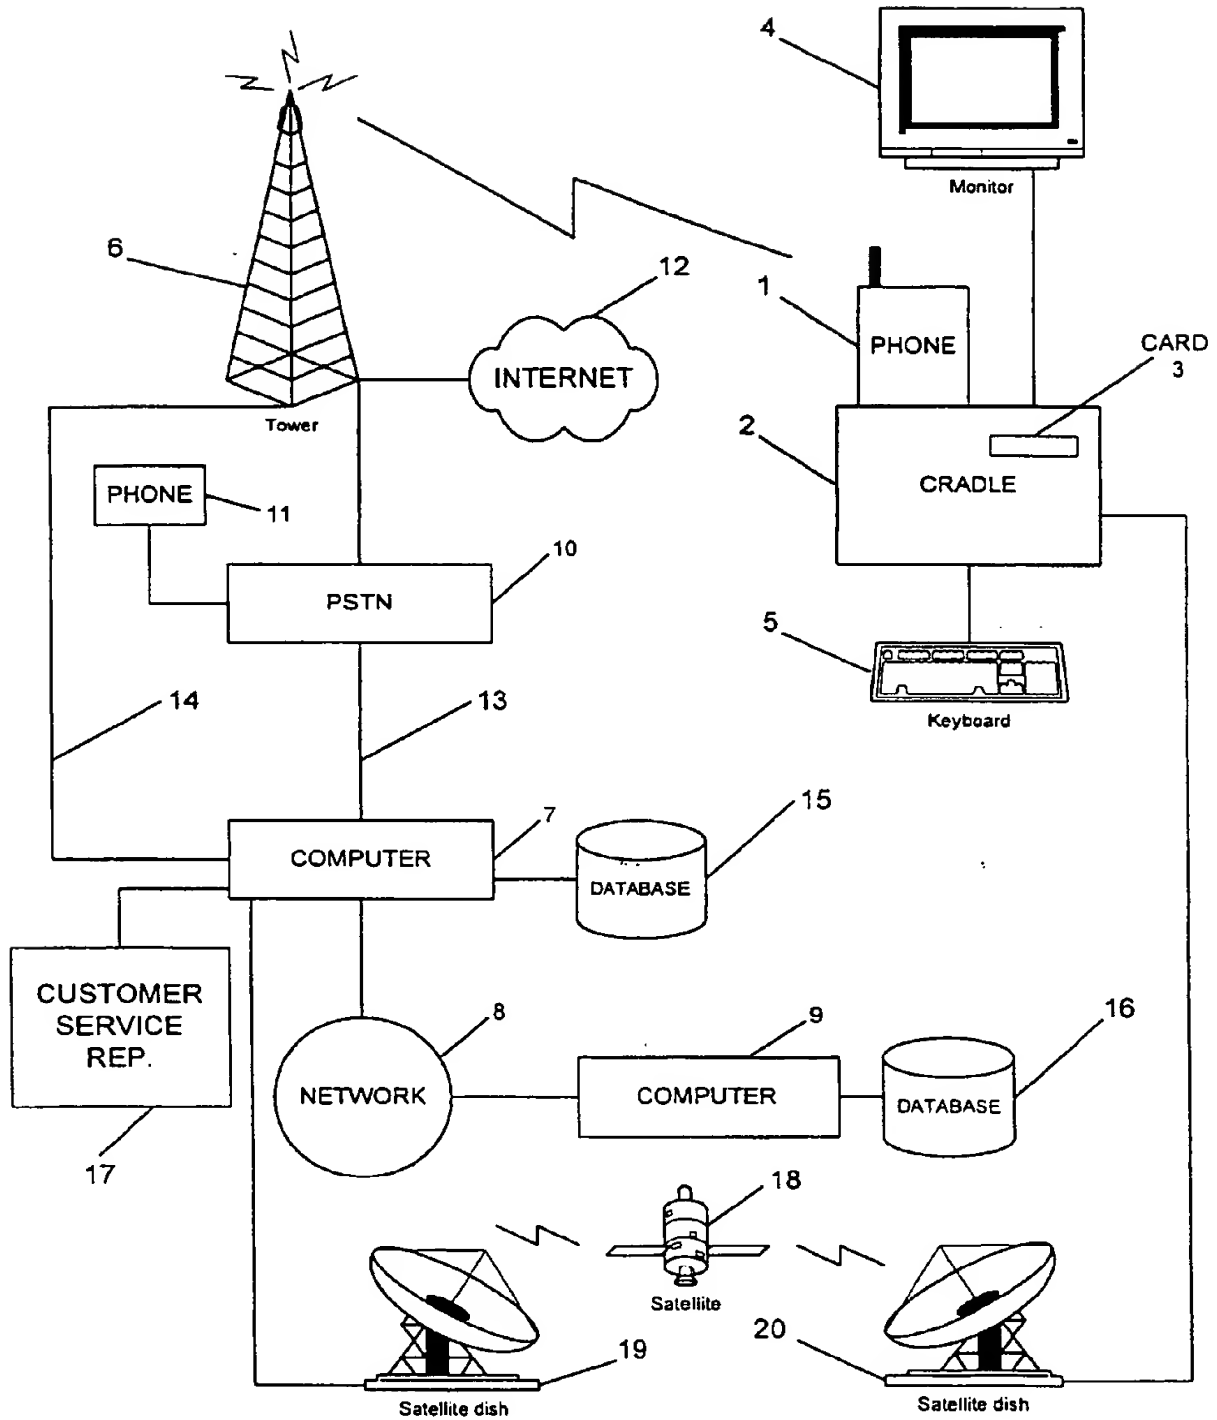 4
Monitor
6
12
1
PHONE
INTERNET
CARD
3
Tower
2
CRADLE
PHONE
11
10
PSTN
5
Keyboard
14
13
7
15
COMPUTER
DATABASE
CUSTOMER
SERVICE
REP.
8
9
16
NETWORK
COMPUTER
DATABASE
17
18
Satellite
19
20
Satellite dish
Satellite dish